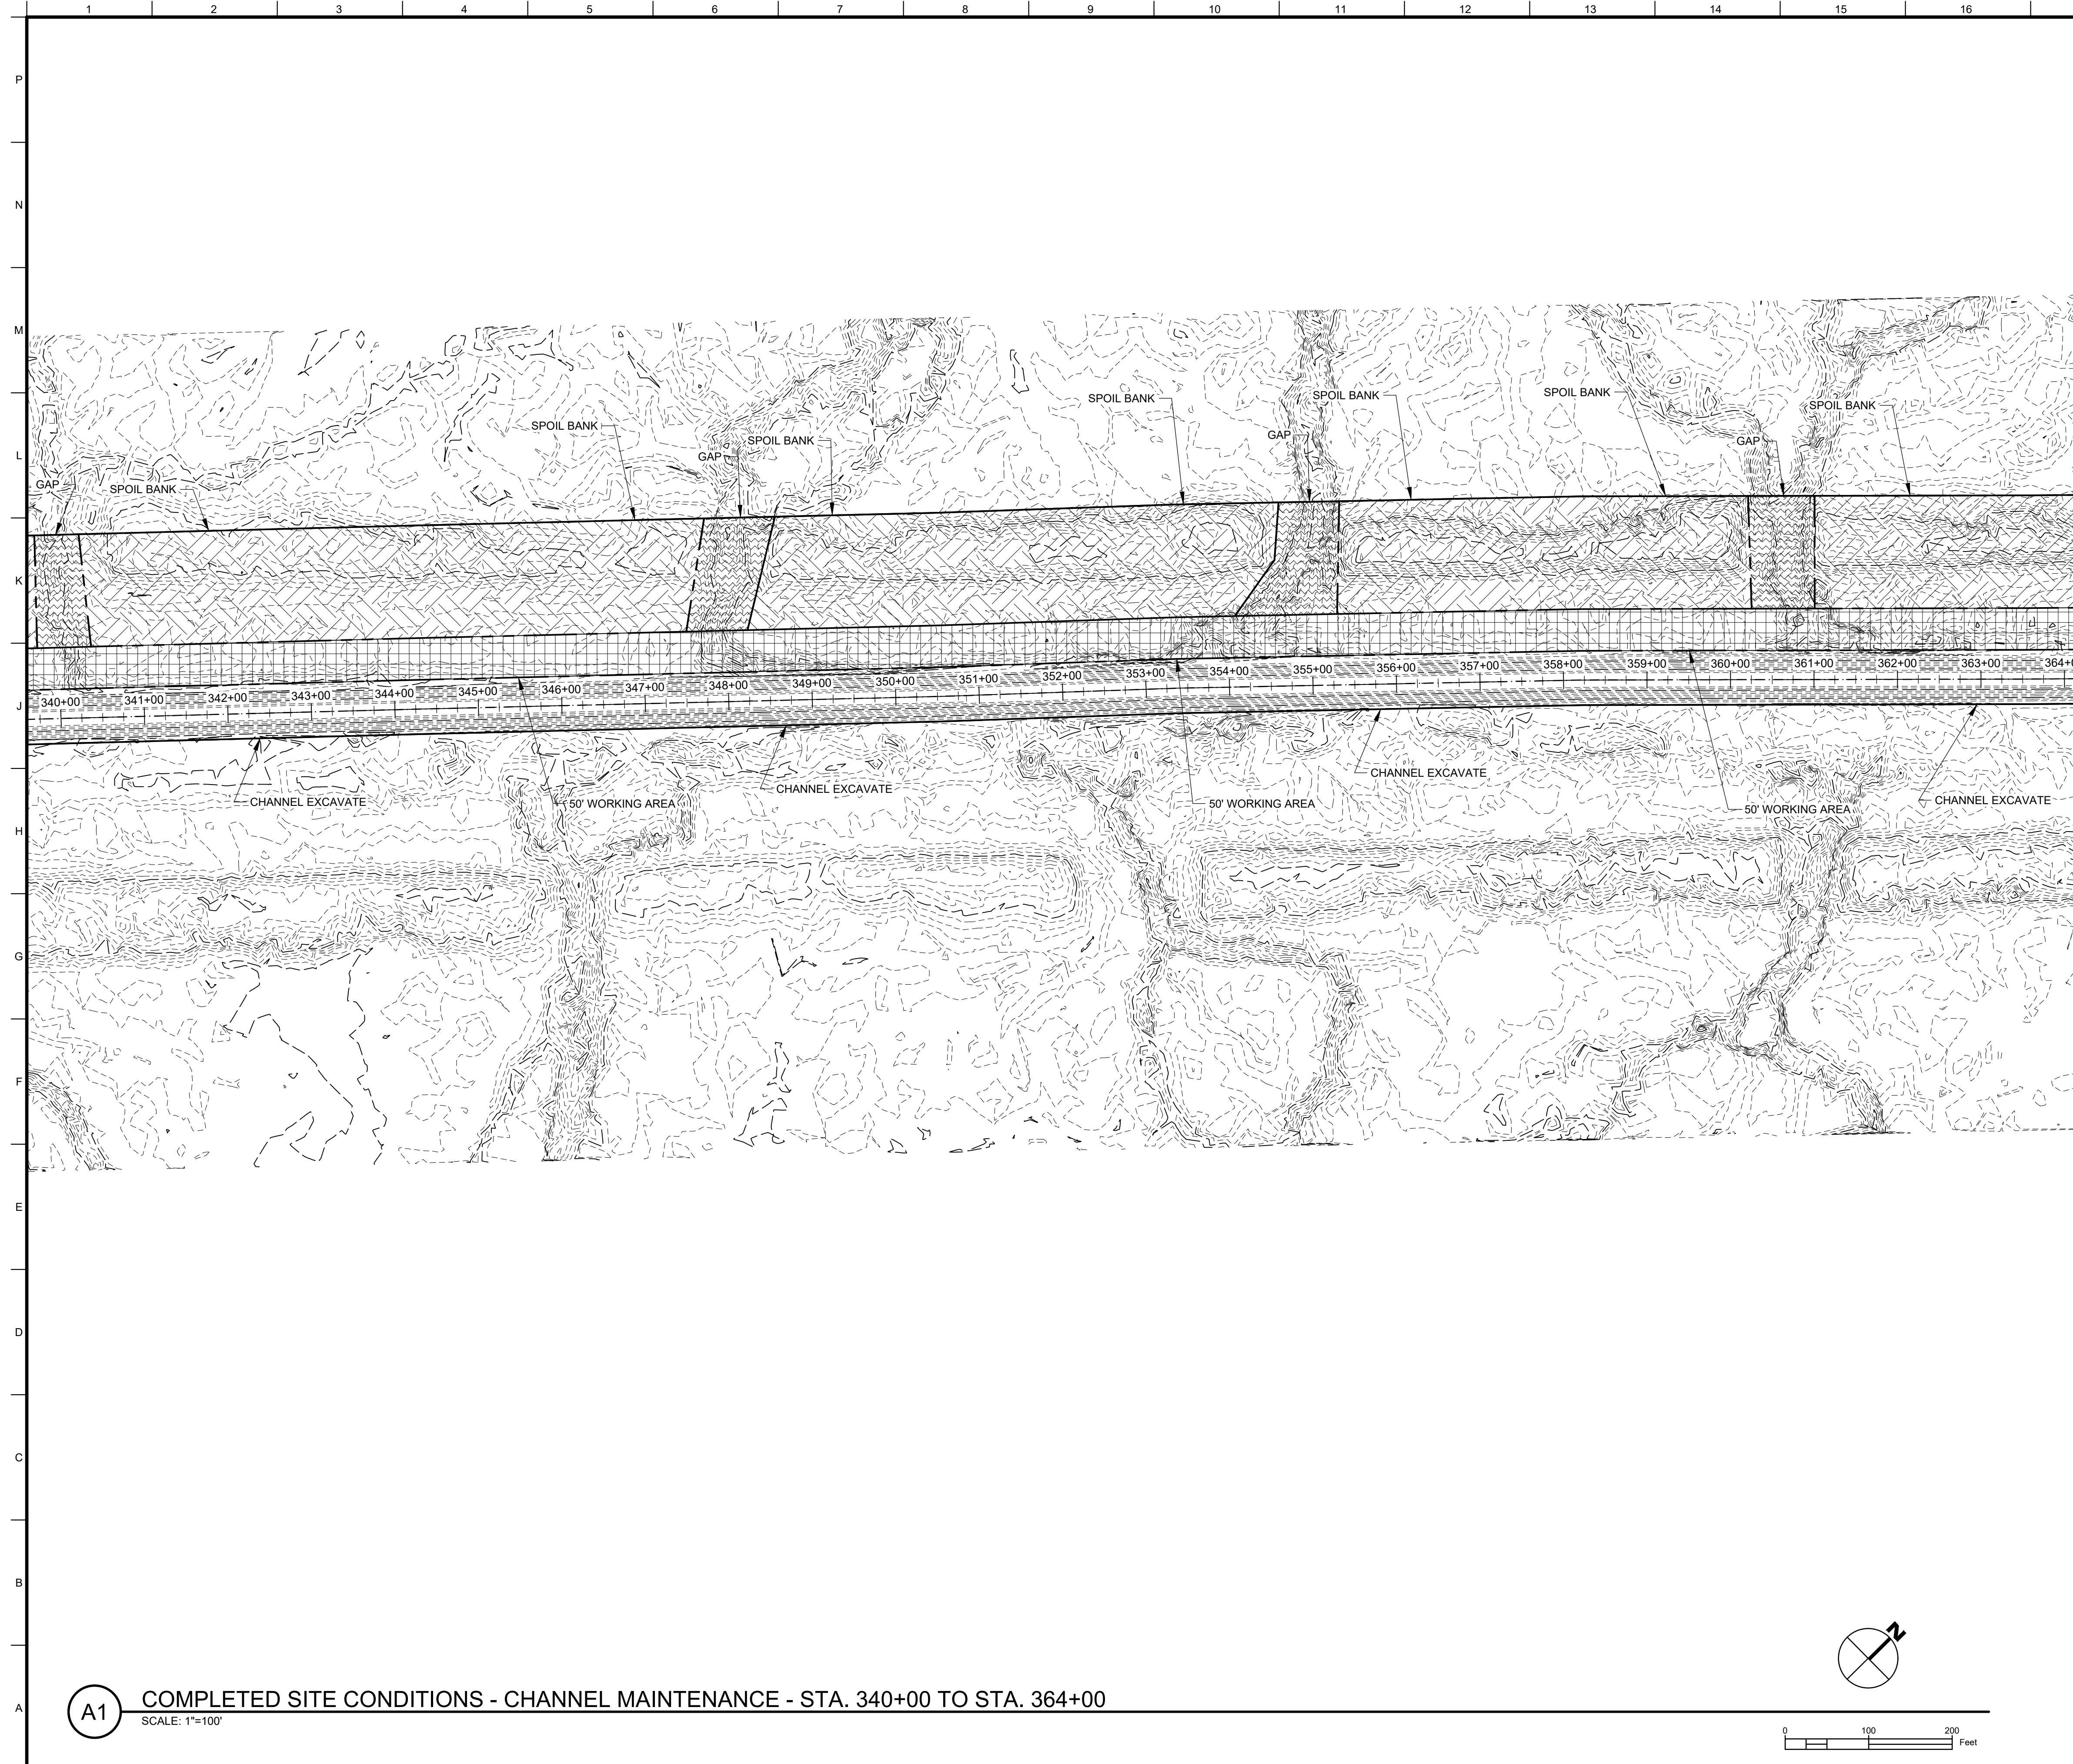 1 2 3 4 5 6 7 8 9 10 11 12 13 14 15 16
P
N
M
SPOIL BANK
SPOIL BANK
SPOIL BANK
SPOIL BANK
SPOIL BANK
GAP
GAP
SPOIL BANK
L
GAP
GAP
SPOIL BANK
K
340+00 341+00 342+00 343+00 344+00 345+00 346+00 347+00 348+00 349+00 350+00 351+00 352+00 353+00 354+00 355+00 356+00 357+00 358+00 359+00 360+00 361+00 362+00 363+00 364+0
J
CHANNEL EXCAVATE
50' WORKING AREA
CHANNEL EXCAVATE
50' WORKING AREA
CHANNEL EXCAVATE
50' WORKING AREA
CHANNEL EXCAVATE
H
G
F
E
D
C
B
A
N
A1
COMPLETED SITE CONDITIONS - CHANNEL MAINTENANCE - STA. 340+00 TO STA. 364+00
SCALE: 1"=100'
0 100 200
Feet